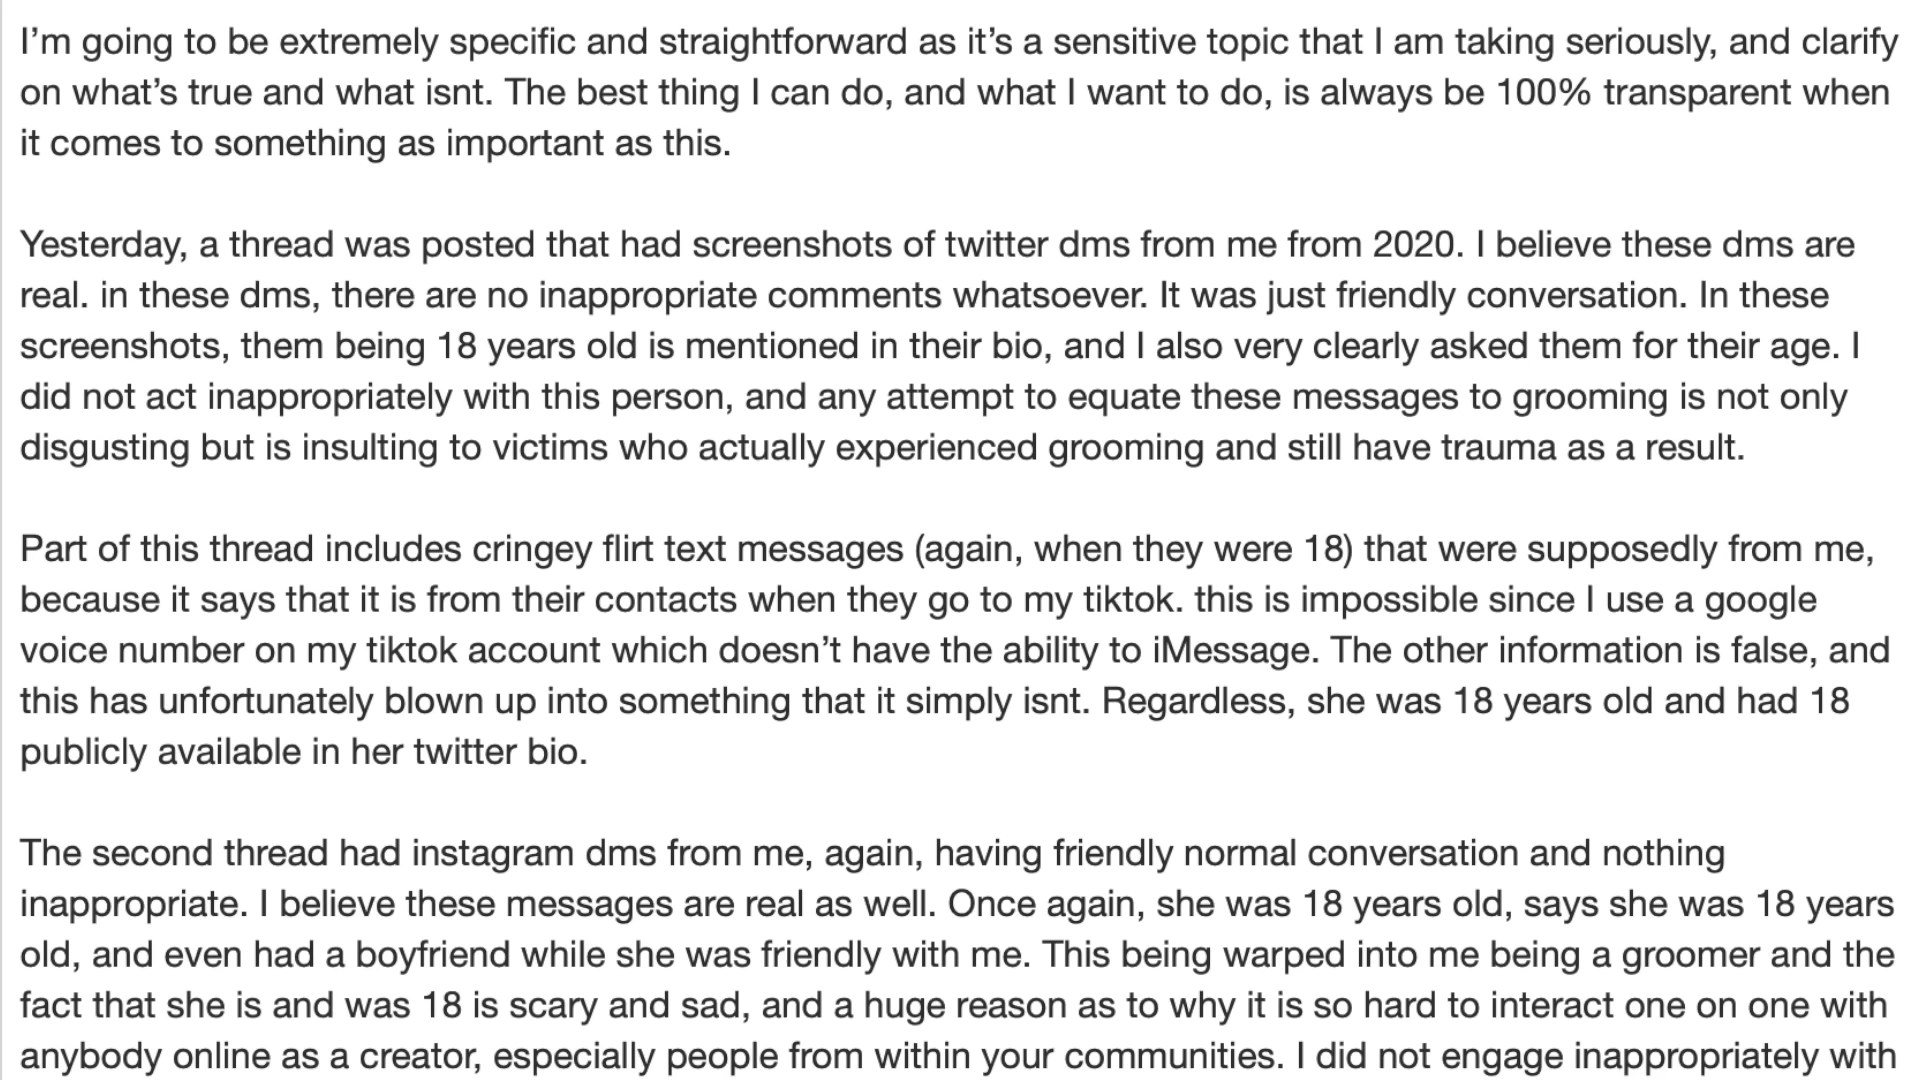 I’m going to be extremely specific and straightforward as it’s a sensitive topic that I am taking seriously, and clarify
on what’s true and what isnt. The best thing I can do, and what I want to do, is always be 100% transparent when
it comes to something as important as this.
Yesterday, a thread was posted that had screenshots of twitter dms from me from 2020. I believe these dms are
real. in these dms, there are no inappropriate comments whatsoever. It was just friendly conversation. In these
screenshots, them being 18 years old is mentioned in their bio, and I also very clearly asked them for their age. I
did not act inappropriately with this person, and any attempt to equate these messages to grooming is not only
disgusting but is insulting to victims who actually experienced grooming and still have trauma as a result.
Part of this thread includes cringey flirt text messages (again, when they were 18) that were supposedly from me,
because it says that it is from their contacts when they go to my tiktok. this is impossible since I use a google
voice number on my tiktok account which doesn’t have the ability to iMessage. The other information is false, and
this has unfortunately blown up into something that it simply isnt. Regardless, she was 18 years old and had 18
publicly available in her twitter bio.
The second thread had instagram dms from me, again, having friendly normal conversation and nothing
inappropriate. I believe these messages are real as well. Once again, she was 18 years old, says she was 18 years
old, and even had a boyfriend while she was friendly with me. This being warped into me being a groomer and the
fact that she is and was 18 is scary and sad, and a huge reason as to why it is so hard to interact one on one with
anybody online as a creator, especially people from within your communities. I did not engage inappropriately with